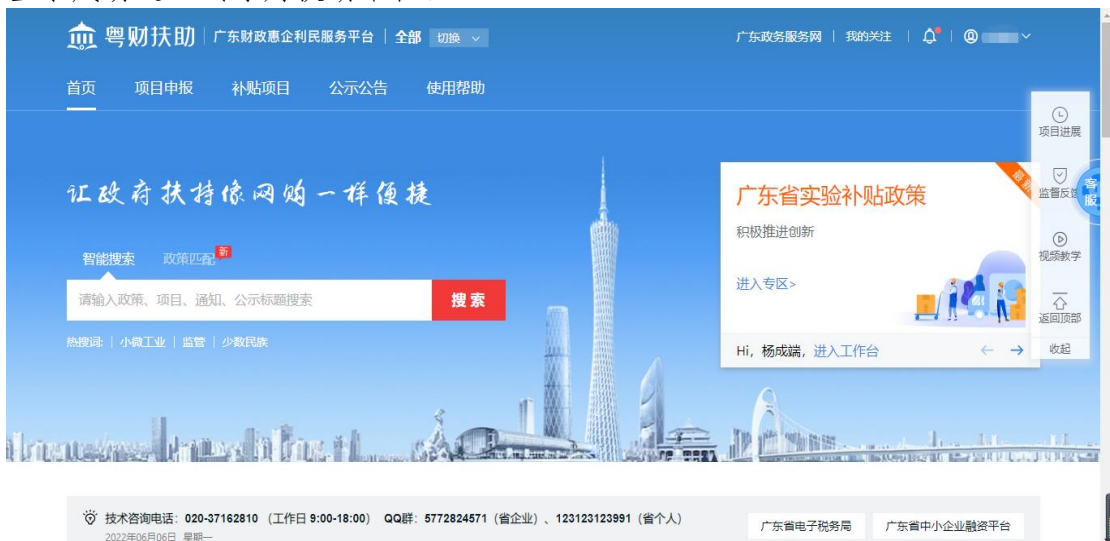 粤财扶助 广东财政惠企利民服务平台 全部 切换
广东政务服务网 我的关注
首页 项目申报 补贴项目 公示公告 使用帮助
让政府扶持像网购一样便捷
智能搜索 政策匹配 新
请输入政策、项目、通知、公示标题搜索 搜索
热搜词: 小微工业 监管 少数民族
广东省实验补贴政策
积极推进创新
进入专区>
Hi, 杨成端, 进入工作台
项目进展
监督反馈
客服
视频教学
返回顶部
收起
技术咨询电话: 020-37162810 (工作日 9:00-18:00) QQ群: 5772824571 (省企业) 、123123123991 (省个人)
2022年06月06日 星期一
广东省电子税务局 广东省中小企业融资平台